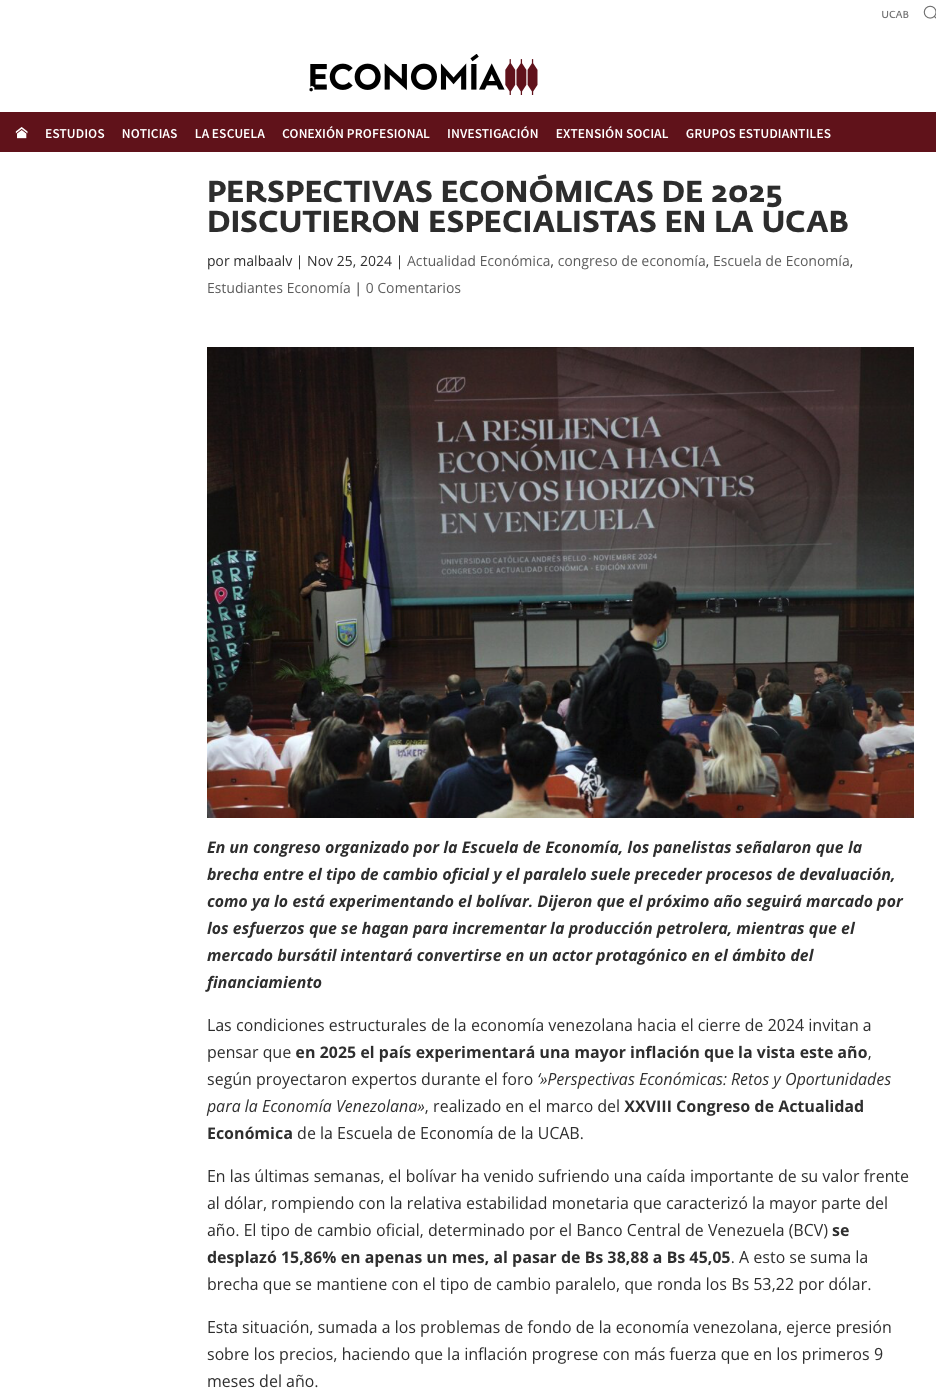 UCAB
ECONOMÍA
ESTUDIOS NOTICIAS LA ESCUELA CONEXIÓN PROFESIONAL INVESTIGACIÓN EXTENSIÓN SOCIAL GRUPOS ESTUDIANTILES
PERSPECTIVAS ECONÓMICAS DE 2025
DISCUTIERON ESPECIALISTAS EN LA UCAB
por malbaalv | Nov 25, 2024 | Actualidad Económica, congreso de economía, Escuela de Economía,
Estudiantes Economía | 0 Comentarios
LA RESILIENCIA
ECONÓMICA HACIA
NUEVOS HORIZONTES
EN VENEZUELA
UNIVERSIDAD CATÓLICA ANDRÉS BELLO - NOVIEMBRE 2024
CONGRESO DE ACTUALIDAD ECONÓMICA - EDICIÓN XXVIII
En un congreso organizado por la Escuela de Economía, los panelistas señalaron que la
brecha entre el tipo de cambio oficial y el paralelo suele preceder procesos de devaluación,
como ya lo está experimentando el bolívar. Dijeron que el próximo año seguirá marcado por
los esfuerzos que se hagan para incrementar la producción petrolera, mientras que el
mercado bursátil intentará convertirse en un actor protagónico en el ámbito del
financiamiento
Las condiciones estructurales de la economía venezolana hacia el cierre de 2024 invitan a
pensar que en 2025 el país experimentará una mayor inflación que la vista este año,
según proyectaron expertos durante el foro ‘»Perspectivas Económicas: Retos y Oportunidades
para la Economía Venezolana», realizado en el marco del XXVIII Congreso de Actualidad
Económica de la Escuela de Economía de la UCAB.
En las últimas semanas, el bolívar ha venido sufriendo una caída importante de su valor frente
al dólar, rompiendo con la relativa estabilidad monetaria que caracterizó la mayor parte del
año. El tipo de cambio oficial, determinado por el Banco Central de Venezuela (BCV) se
desplazó 15,86% en apenas un mes, al pasar de Bs 38,88 a Bs 45,05. A esto se suma la
brecha que se mantiene con el tipo de cambio paralelo, que ronda los Bs 53,22 por dólar.
Esta situación, sumada a los problemas de fondo de la economía venezolana, ejerce presión
sobre los precios, haciendo que la inflación progrese con más fuerza que en los primeros 9
meses del año.